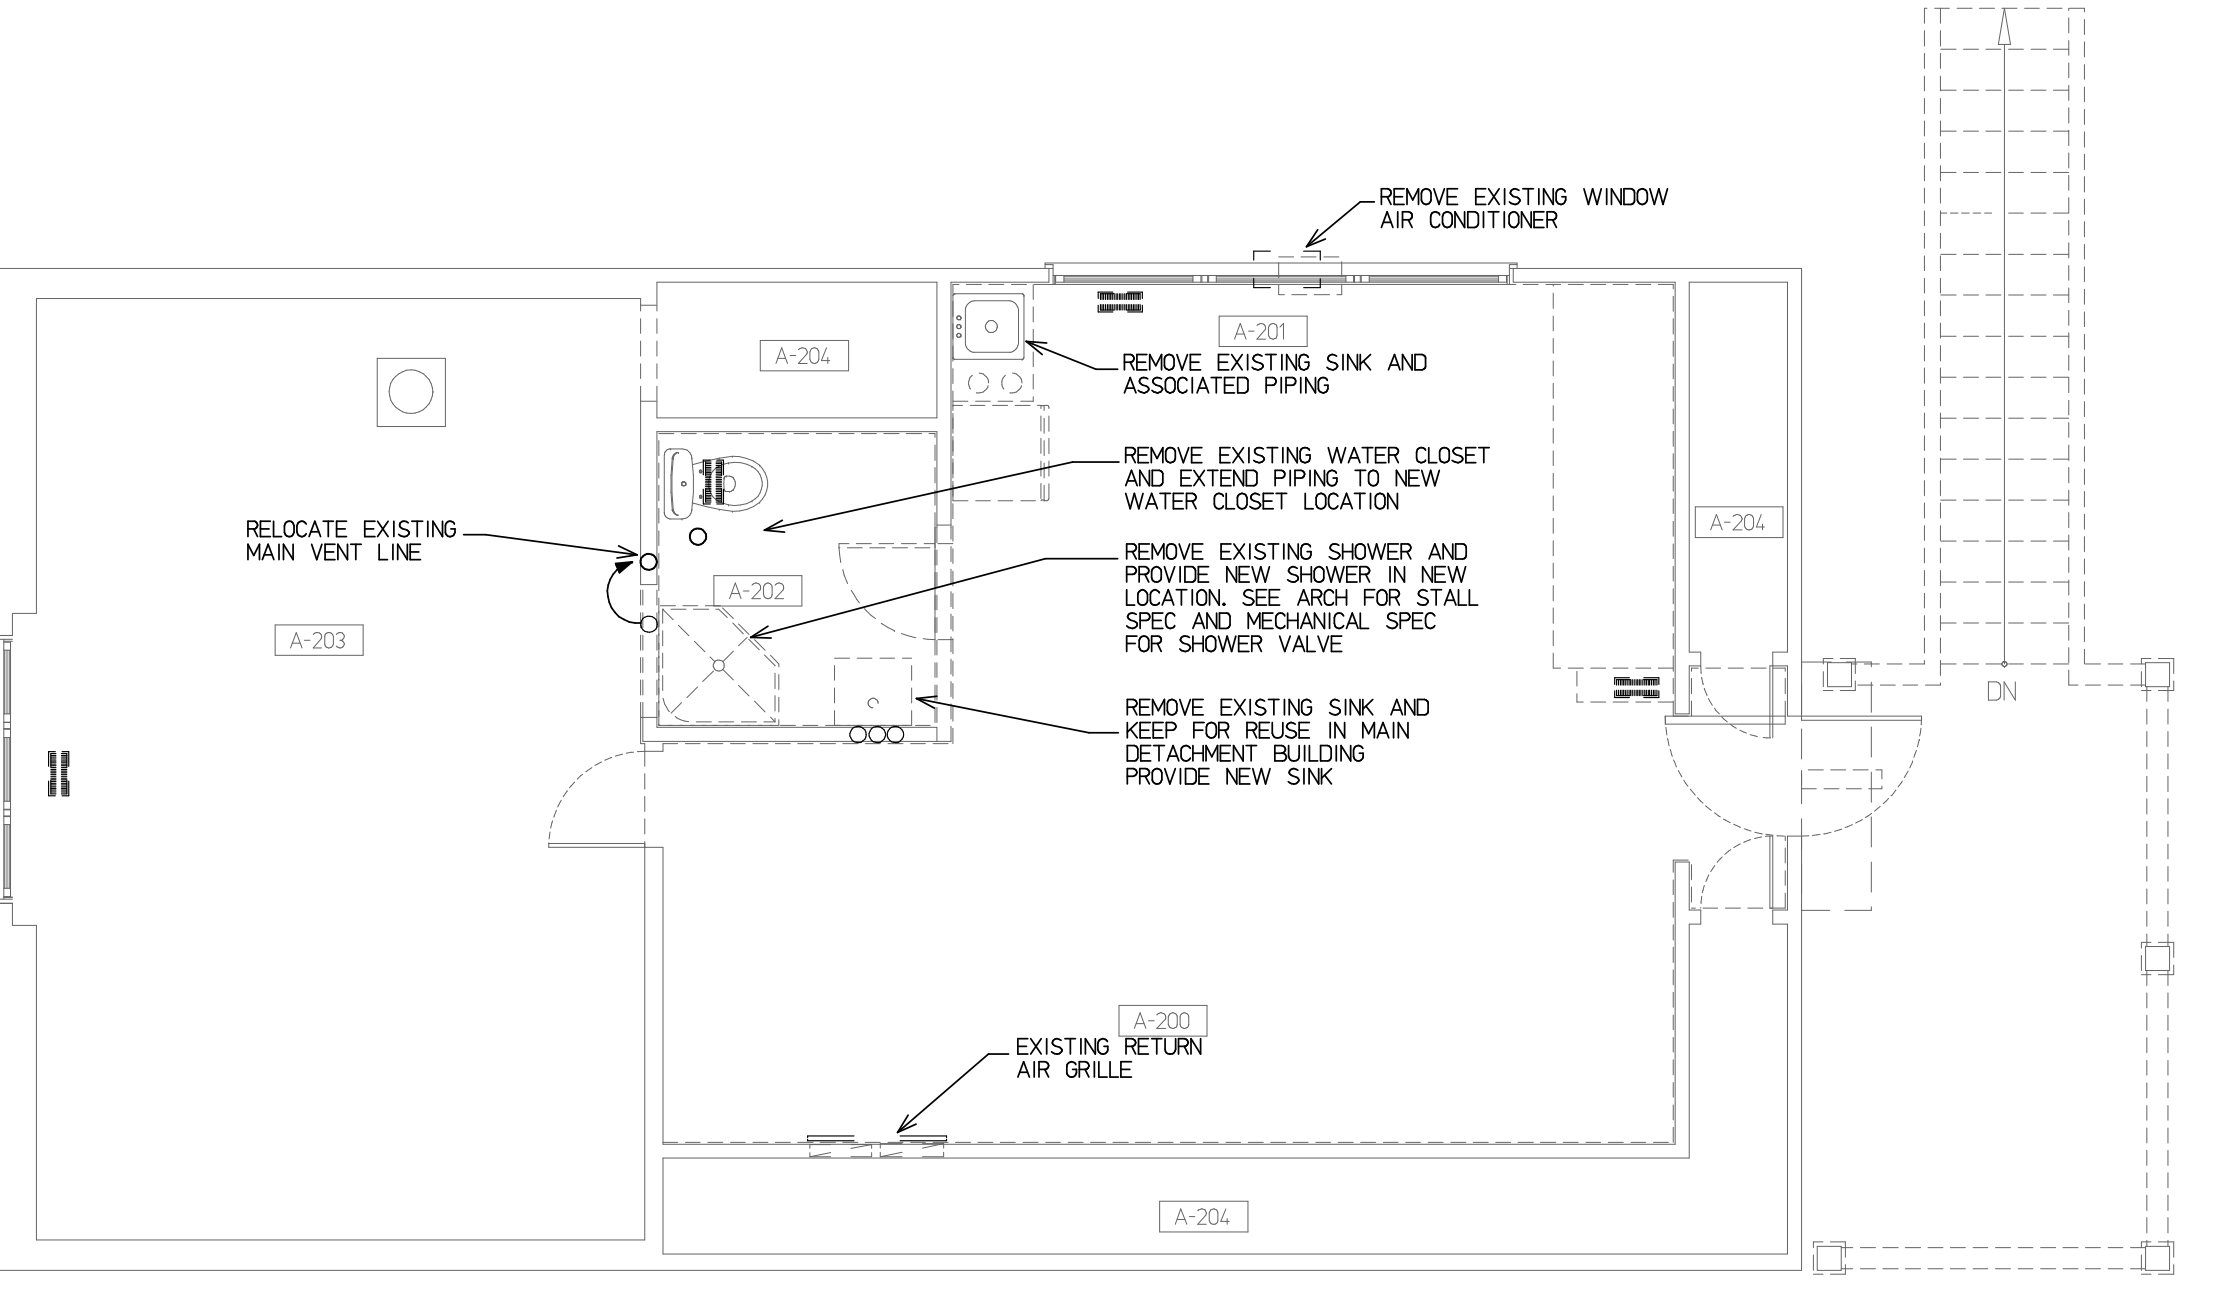 REMOVE EXISTING WINDOW
AIR CONDITIONER
A-201
A-204
REMOVE EXISTING SINK AND
ASSOCIATED PIPING
REMOVE EXISTING WATER CLOSET
AND EXTEND PIPING TO NEW
WATER CLOSET LOCATION
A-204
RELOCATE EXISTING
MAIN VENT LINE
REMOVE EXISTING SHOWER AND
PROVIDE NEW SHOWER IN NEW
LOCATION. SEE ARCH FOR STALL
SPEC AND MECHANICAL SPEC
FOR SHOWER VALVE
A-202
A-203
DN
REMOVE EXISTING SINK AND
KEEP FOR REUSE IN MAIN
DETACHMENT BUILDING
PROVIDE NEW SINK
A-200
EXISTING RETURN
AIR GRILLE
A-204